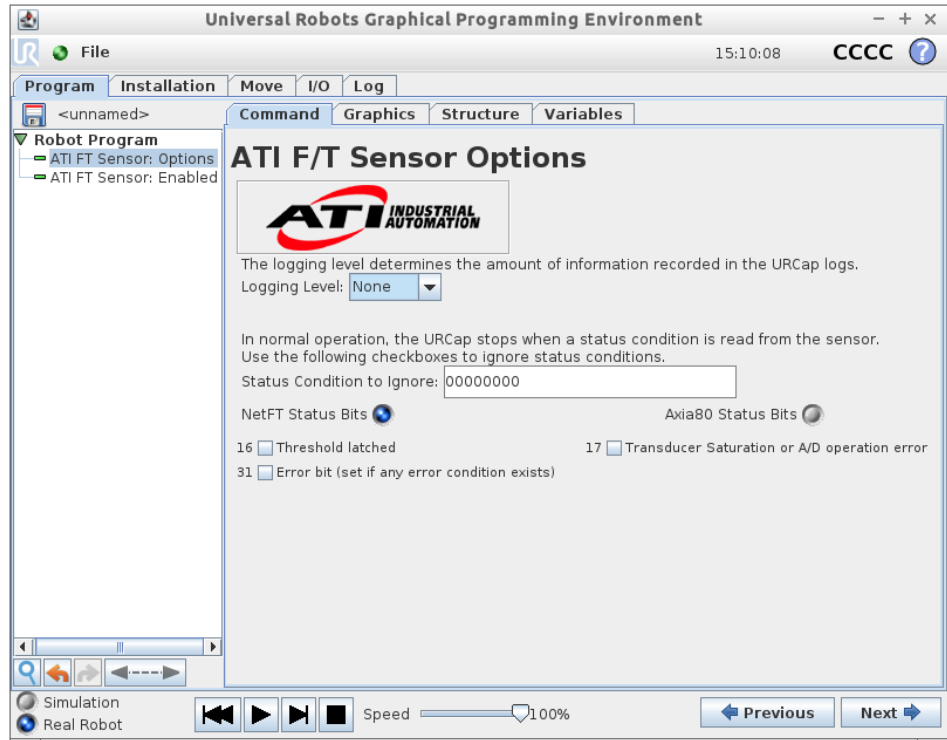 Universal Robots Graphical Programming Environment
File 15:10:08 CCCC ?
Program Installation Move I/O Log
<unnamed> Command Graphics Structure Variables
Robot Program
ATI FT Sensor: Options
ATI FT Sensor: Enabled
ATI F/T Sensor Options
ATI INDUSTRIAL
AUTOMATION
The logging level determines the amount of information recorded in the URCap logs.
Logging Level: None
In normal operation, the URCap stops when a status condition is read from the sensor.
Use the following checkboxes to ignore status conditions.
Status Condition to Ignore: 00000000
NetFT Status Bits Axia80 Status Bits
16 Threshold latched 17 Transducer Saturation or A/D operation error
31 Error bit (set if any error condition exists)
Simulation
Real Robot
Speed 100% Previous Next